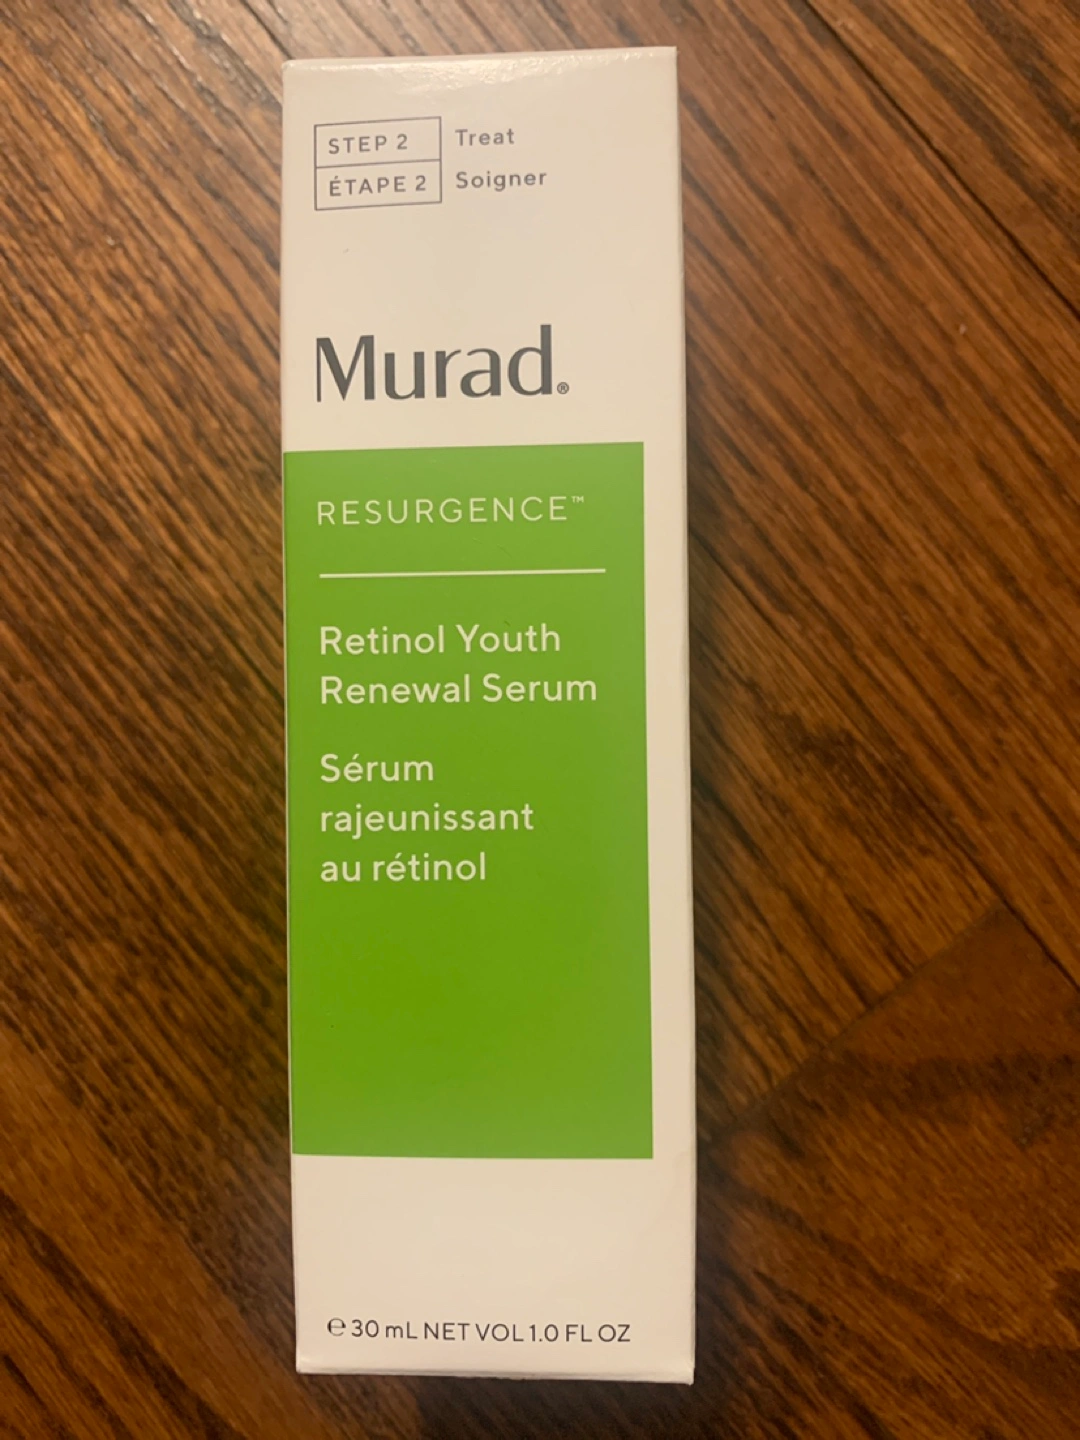 STEP 2 Treat
ÉTAPE 2 Soigner
Murad®
RESURGENCE™
Retinol Youth
Renewal Serum
Sérum
rajeunissant
au rétinol
℮ 30 mL NET VOL 1.0 FL OZ